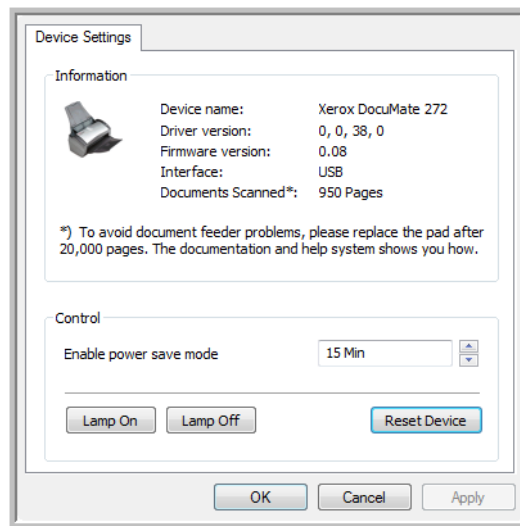 Device Settings
Information
Device name: Xerox DocuMate 272
Driver version: 0, 0, 38, 0
Firmware version: 0.08
Interface: USB
Documents Scanned*: 950 Pages
*) To avoid document feeder problems, please replace the pad after
20,000 pages. The documentation and help system shows you how.
Control
Enable power save mode 15 Min
Lamp On Lamp Off Reset Device
OK Cancel Apply